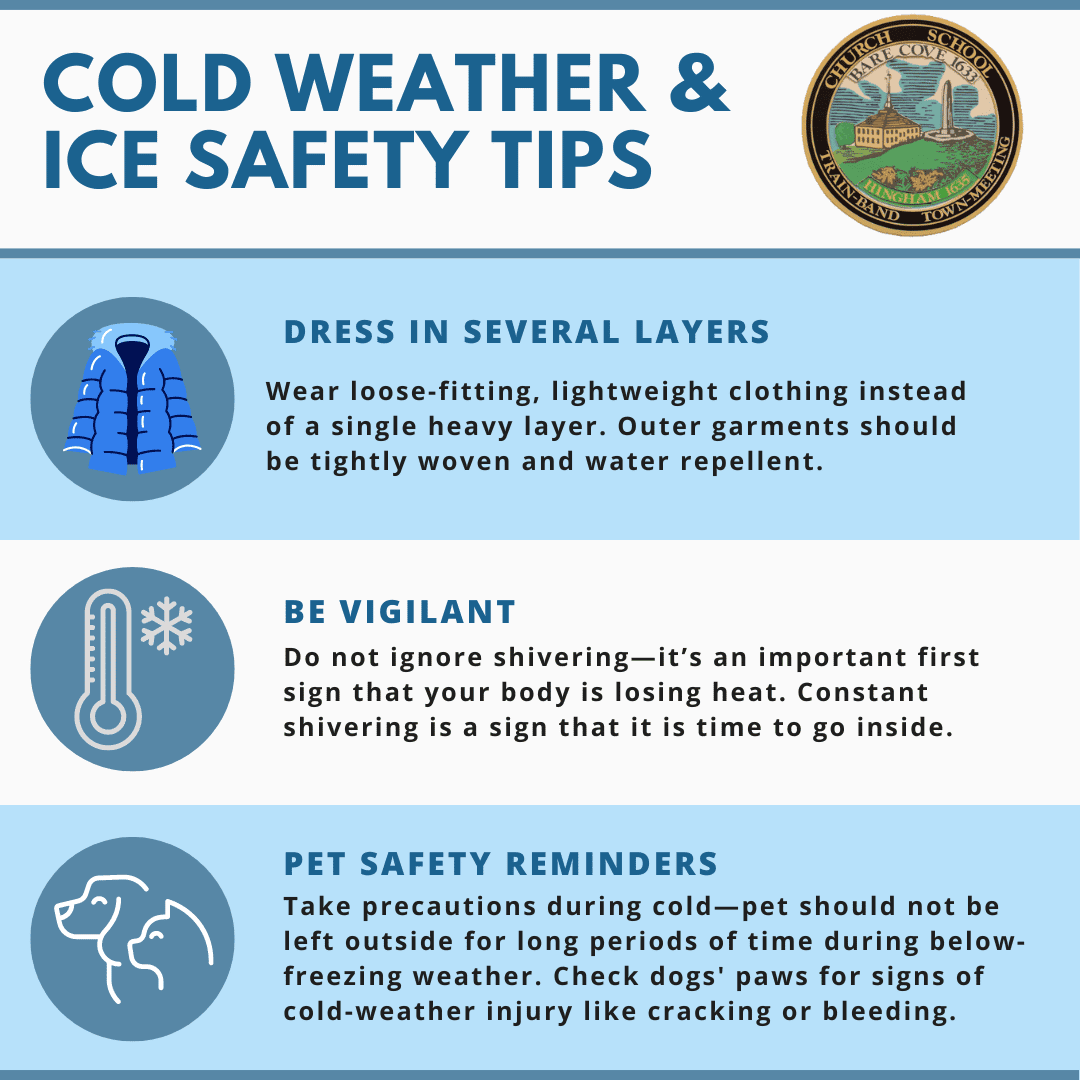 COLD WEATHER &
ICE SAFETY TIPS
CHURCH SCHOOL
BARE COVE 1633
HINGHAM 1635
TRAIN-BAND TOWN-MEETING
DRESS IN SEVERAL LAYERS
Wear loose-fitting, lightweight clothing instead
of a single heavy layer. Outer garments should
be tightly woven and water repellent.
BE VIGILANT
Do not ignore shivering—it’s an important first
sign that your body is losing heat. Constant
shivering is a sign that it is time to go inside.
PET SAFETY REMINDERS
Take precautions during cold—pet should not be
left outside for long periods of time during below-
freezing weather. Check dogs' paws for signs of
cold-weather injury like cracking or bleeding.